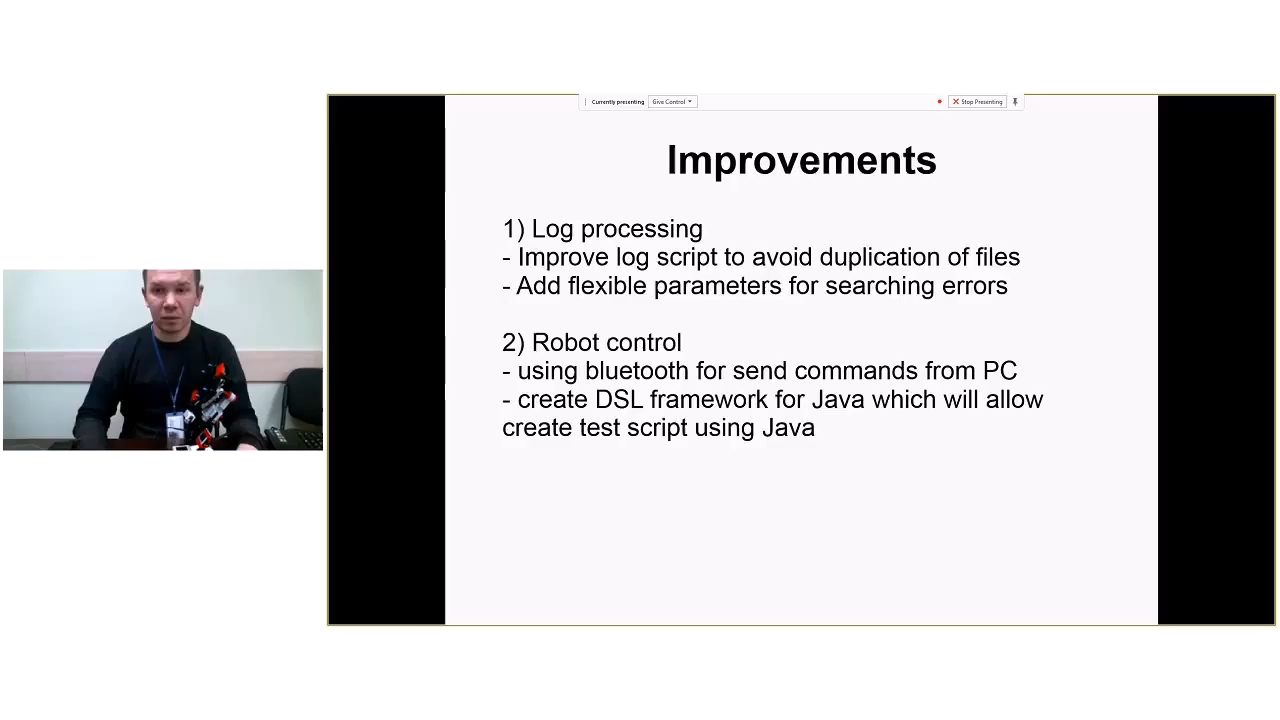 Currently presenting Give Control Stop Presenting
Improvements
1) Log processing
- Improve log script to avoid duplication of files
- Add flexible parameters for searching errors
2) Robot control
- using bluetooth for send commands from PC
- create DSL framework for Java which will allow
create test script using Java